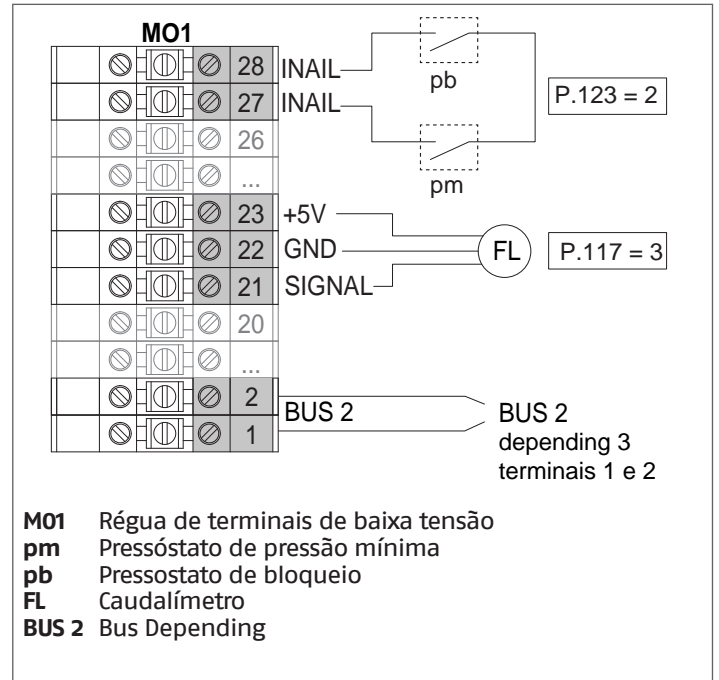 MO1
28 INAIL
pb
27 INAIL
P.123 = 2
26
pm
...
23 +5V
22 GND
FL
P.117 = 3
21 SIGNAL
20
...
2
BUS 2
1
BUS 2
depending 3
terminais 1 e 2
M01 Régua de terminais de baixa tensão
pm Pressóstato de pressão mínima
pb Pressostato de bloqueio
FL Caudalímetro
BUS 2 Bus Depending